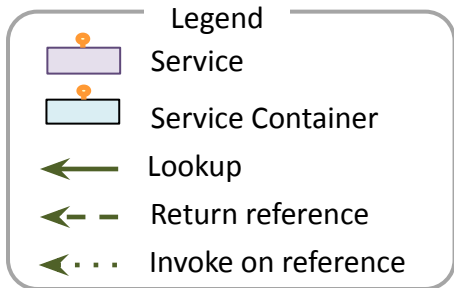 Legend
Service
Service Container
Lookup
Return reference
Invoke on reference